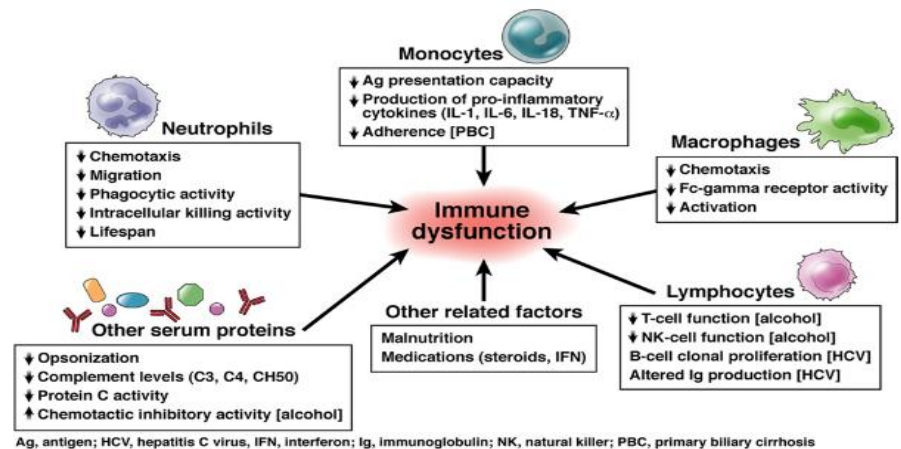 Monocytes
↓ Ag presentation capacity
↓ Production of pro-inflammatory
cytokines (IL-1, IL-6, IL-18, TNF-α)
↓ Adherence [PBC]
Neutrophils
↓ Chemotaxis
↓ Migration
↓ Phagocytic activity
↓ Intracellular killing activity
↓ Lifespan
Macrophages
↓ Chemotaxis
↓ Fc-gamma receptor activity
↓ Activation
Immune
dysfunction
Other serum proteins
↓ Opsonization
↓ Complement levels (C3, C4, CH50)
↓ Protein C activity
↑ Chemotactic inhibitory activity [alcohol]
Other related factors
Malnutrition
Medications (steroids, IFN)
Lymphocytes
↓ T-cell function [alcohol]
↓ NK-cell function [alcohol]
B-cell clonal proliferation [HCV]
Altered Ig production [HCV]
Ag, antigen; HCV, hepatitis C virus, IFN, interferon; Ig, immunoglobulin; NK, natural killer; PBC, primary biliary cirrhosis